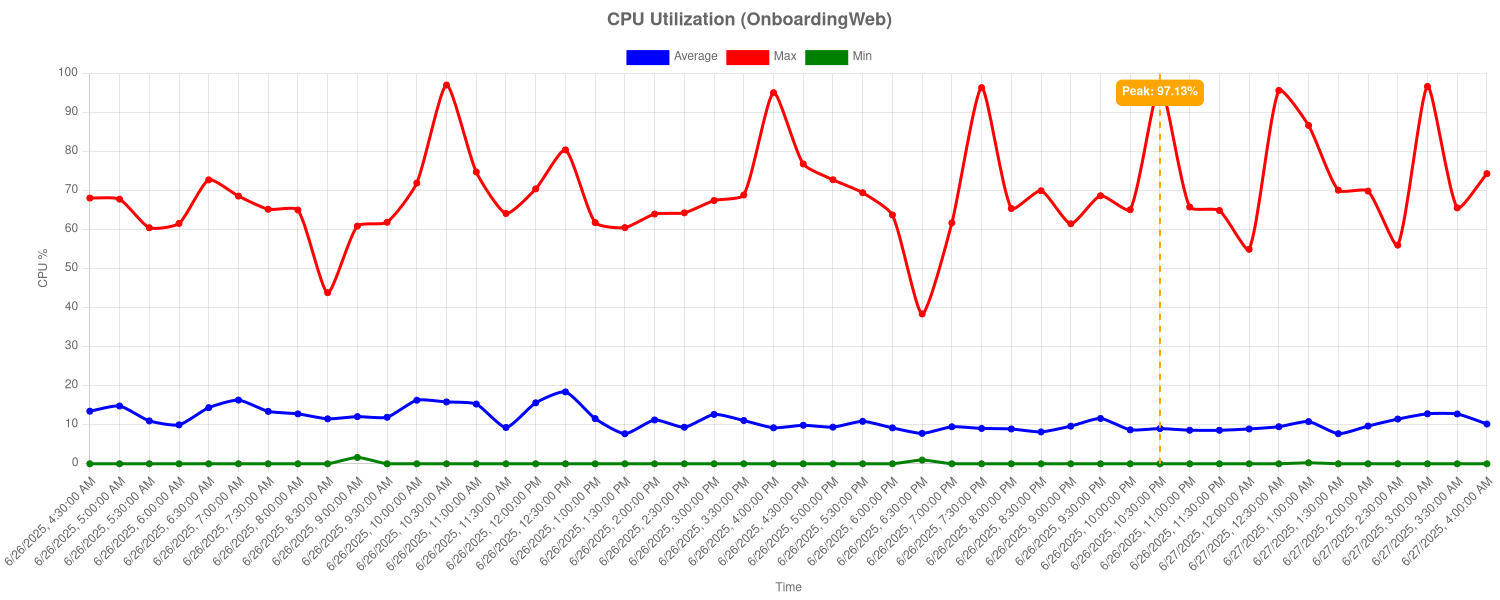 CPU Utilization (OnboardingWeb)
Average Max Min
Peak: 97.13%
CPU %
100
90
80
70
60
50
40
30
20
10
0
6/26/2025, 4:30:00 AM
6/26/2025, 5:00:00 AM
6/26/2025, 5:30:00 AM
6/26/2025, 6:00:00 AM
6/26/2025, 6:30:00 AM
6/26/2025, 7:00:00 AM
6/26/2025, 7:30:00 AM
6/26/2025, 8:00:00 AM
6/26/2025, 8:30:00 AM
6/26/2025, 9:00:00 AM
6/26/2025, 9:30:00 AM
6/26/2025, 10:00:00 AM
6/26/2025, 10:30:00 AM
6/26/2025, 11:00:00 AM
6/26/2025, 11:30:00 AM
6/26/2025, 12:00:00 PM
6/26/2025, 12:30:00 PM
6/26/2025, 1:00:00 PM
6/26/2025, 1:30:00 PM
6/26/2025, 2:00:00 PM
6/26/2025, 2:30:00 PM
6/26/2025, 3:00:00 PM
6/26/2025, 3:30:00 PM
6/26/2025, 4:00:00 PM
6/26/2025, 4:30:00 PM
6/26/2025, 5:00:00 PM
6/26/2025, 5:30:00 PM
6/26/2025, 6:00:00 PM
6/26/2025, 6:30:00 PM
6/26/2025, 7:00:00 PM
6/26/2025, 7:30:00 PM
6/26/2025, 8:00:00 PM
6/26/2025, 8:30:00 PM
6/26/2025, 9:00:00 PM
6/26/2025, 9:30:00 PM
6/26/2025, 10:00:00 PM
6/26/2025, 10:30:00 PM
6/26/2025, 11:00:00 PM
6/26/2025, 11:30:00 PM
6/27/2025, 12:00:00 AM
6/27/2025, 12:30:00 AM
6/27/2025, 1:00:00 AM
6/27/2025, 1:30:00 AM
6/27/2025, 2:00:00 AM
6/27/2025, 2:30:00 AM
6/27/2025, 3:00:00 AM
6/27/2025, 3:30:00 AM
6/27/2025, 4:00:00 AM
Time